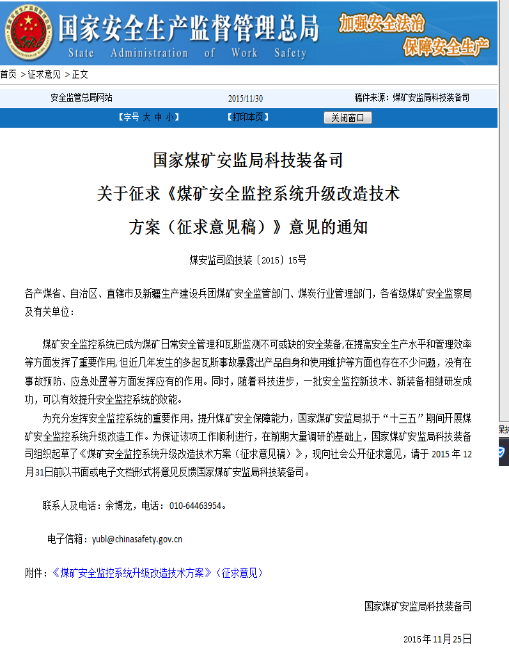 国家安全生产监督管理总局
State Administration of Work Safety
加强安全法治
保障安全生产
首页 > 征求意见 > 正文
安全监管总局网站 2015/11/30 稿件来源：煤矿安监局科技装备司
【字号 大 中 小】 【打印本页】 关闭窗口
国家煤矿安监局科技装备司
关于征求《煤矿安全监控系统升级改造技术
方案（征求意见稿）》意见的通知
煤安监司函技装〔2015〕15号
各产煤省、自治区、直辖市及新疆生产建设兵团煤矿安全监管部门、煤炭行业管理部门，各省级煤矿安全监察局
及有关单位：
煤矿安全监控系统已成为煤矿日常安全管理和瓦斯监测不可或缺的安全装备,在提高安全生产水平和管理效率
等方面发挥了重要作用,但近几年发生的多起瓦斯事故暴露出产品自身和使用维护等方面也存在不少问题，没有在
事故预防、应急处置等方面发挥应有的作用。同时，随着科技进步，一批安全监控新技术、新装备相继研发成
功，可以有效提升安全监控系统的效能。
为充分发挥安全监控系统的重要作用，提升煤矿安全保障能力，国家煤矿安监局拟于“十三五”期间开展煤
矿安全监控系统升级改造工作。为保证该项工作顺利进行，在前期大量调研的基础上，国家煤矿安监局科技装备
司组织起草了《煤矿安全监控系统升级改造技术方案（征求意见稿）》，现向社会公开征求意见，请于 2015 年 12
月31日前以书面或电子文档形式将意见反馈国家煤矿安监局科技装备司。
联系人及电话：余博龙，电话：010-64463954。
电子信箱：yubl@chinasafety.gov.cn
附件：《煤矿安全监控系统升级改造技术方案》（征求意见）
国家煤矿安监局科技装备司
2015年11月25日